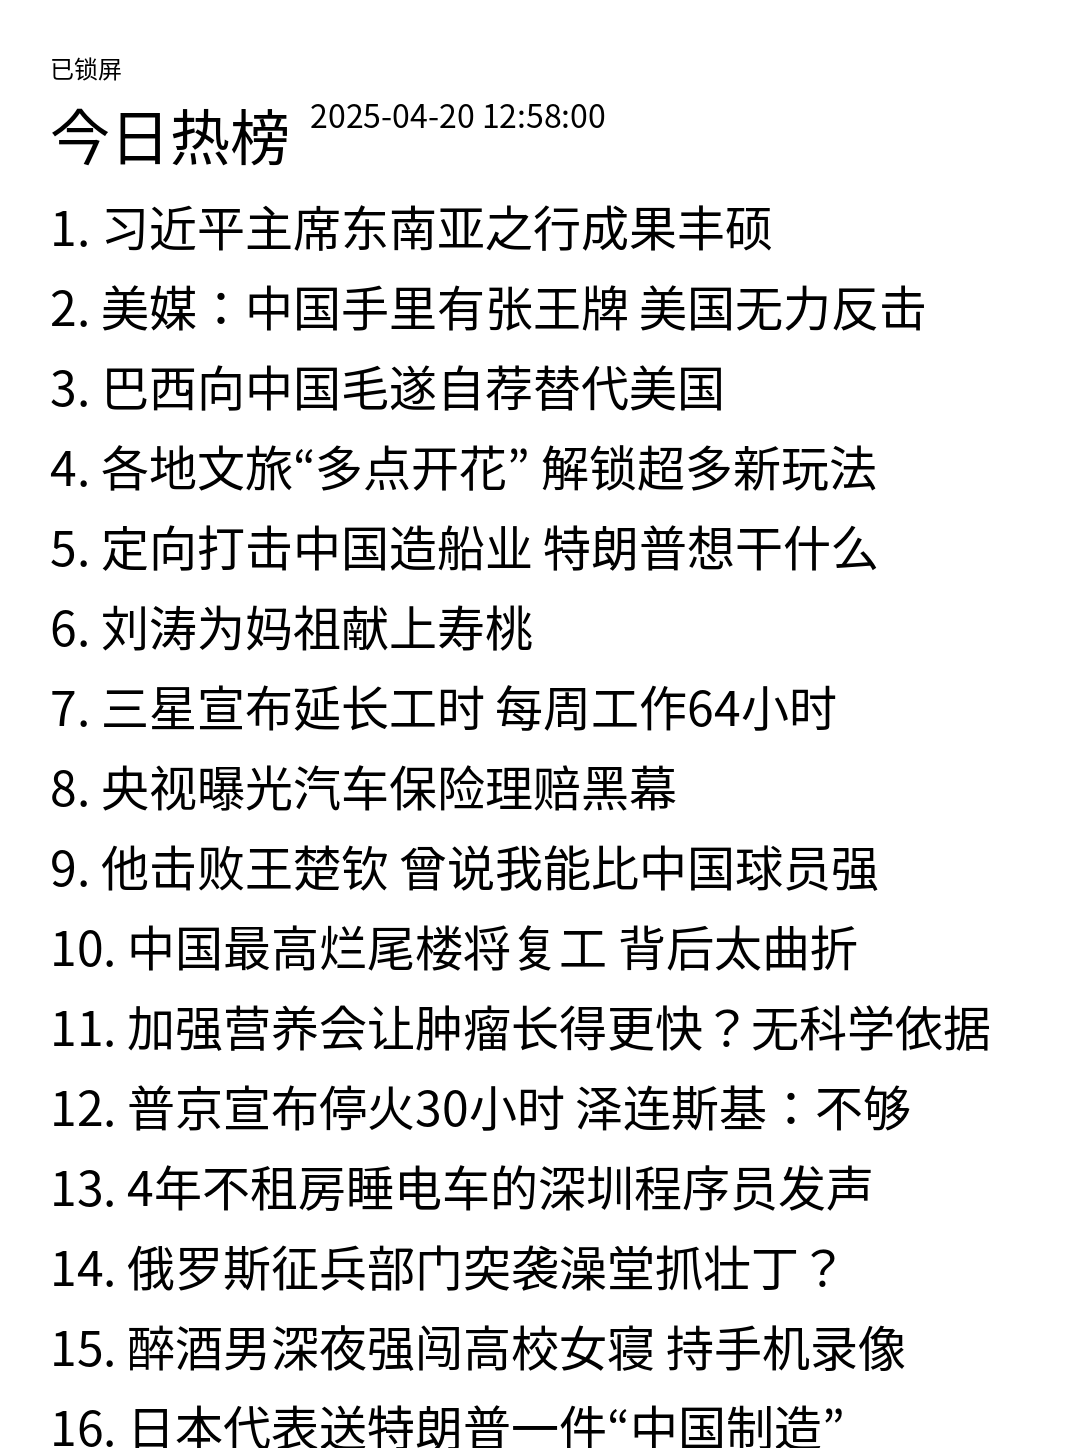 已锁屏
今日热榜 2025-04-20 12:58:00
1. 习近平主席东南亚之行成果丰硕
2. 美媒：中国手里有张王牌 美国无力反击
3. 巴西向中国毛遂自荐替代美国
4. 各地文旅“多点开花” 解锁超多新玩法
5. 定向打击中国造船业 特朗普想干什么
6. 刘涛为妈祖献上寿桃
7. 三星宣布延长工时 每周工作64小时
8. 央视曝光汽车保险理赔黑幕
9. 他击败王楚钦 曾说我能比中国球员强
10. 中国最高烂尾楼将复工 背后太曲折
11. 加强营养会让肿瘤长得更快？无科学依据
12. 普京宣布停火30小时 泽连斯基：不够
13. 4年不租房睡电车的深圳程序员发声
14. 俄罗斯征兵部门突袭澡堂抓壮丁？
15. 醉酒男深夜强闯高校女寝 持手机录像
16. 日本代表送特朗普一件“中国制造”